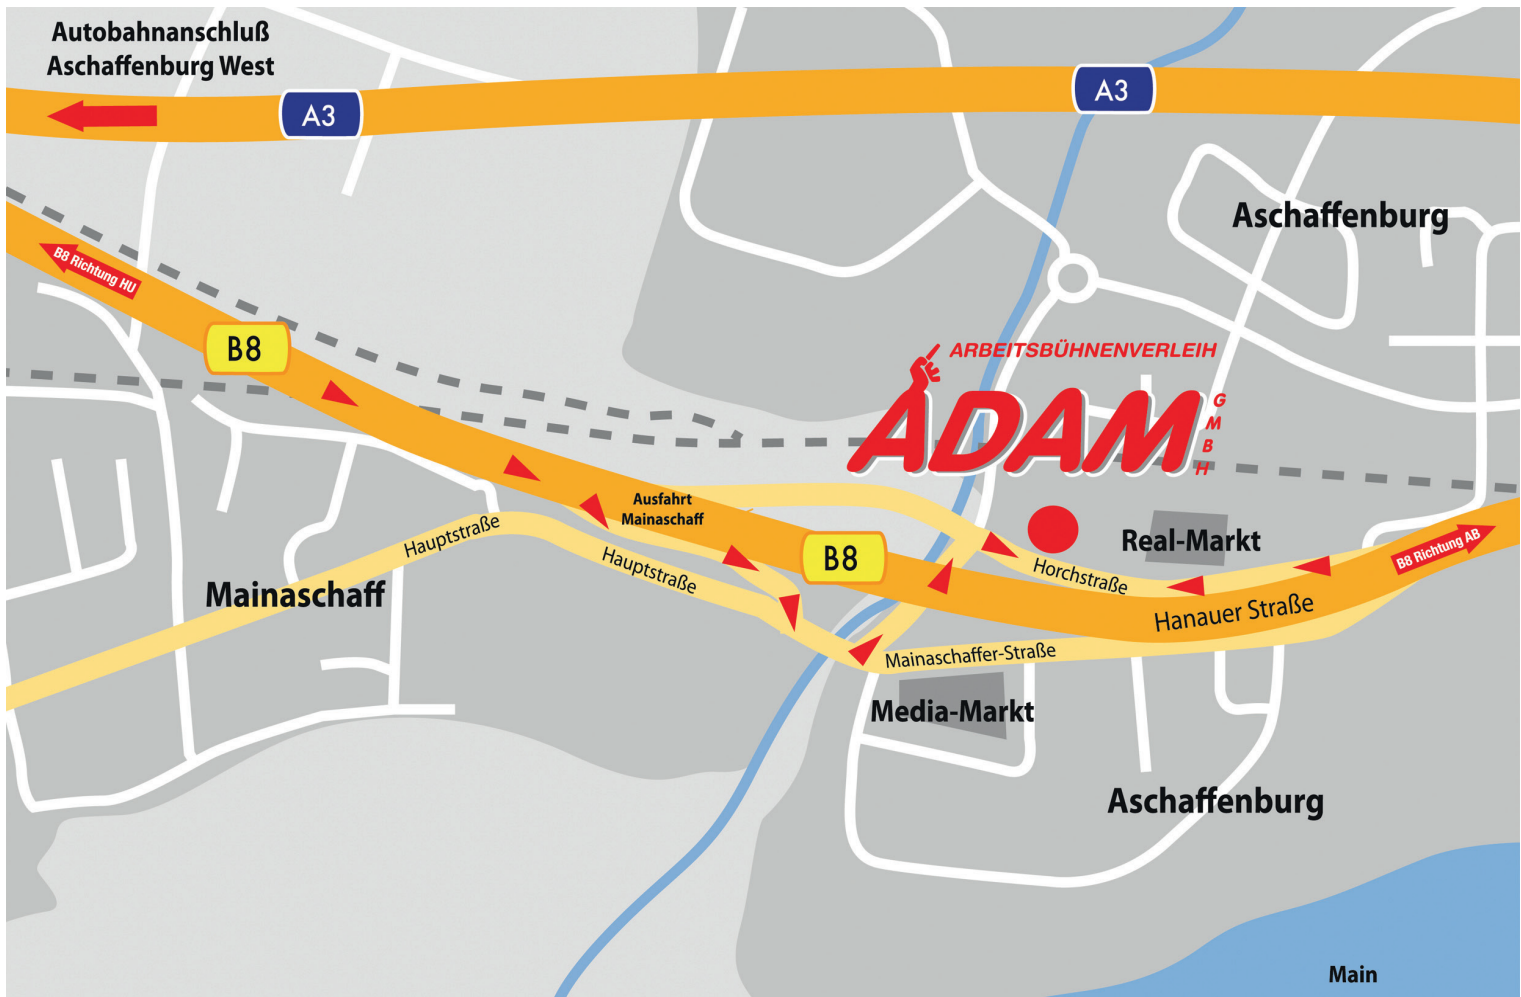 Autobahnanschluß
Aschaffenburg West
A3
A3
Aschaffenburg
B8 Richtung HU
B8
ARBEITSBÜHNENVERLEIH
ADAM
GMBH
Ausfahrt
Mainaschaff
Hauptstraße
Hauptstraße
Mainaschaff
B8
Real-Markt
B8 Richtung AB
Horchstraße
Hanauer Straße
Mainaschaffer-Straße
Media-Markt
Aschaffenburg
Main